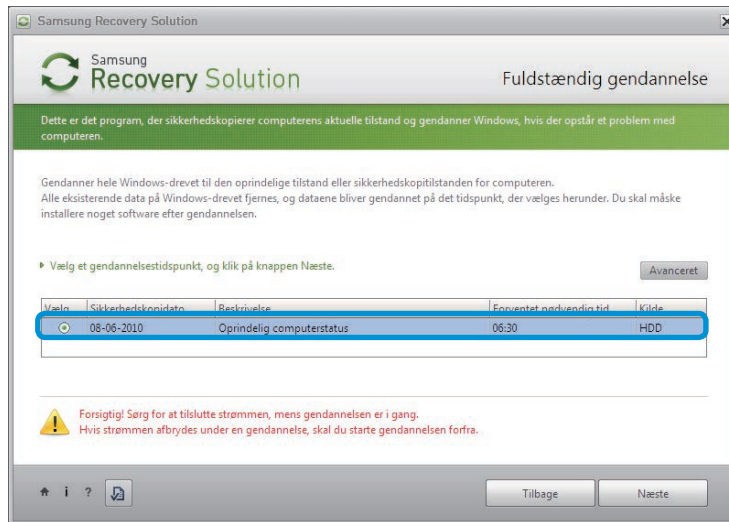 Samsung Recovery Solution
Samsung
Recovery Solution
Fuldstændig gendannelse
Dette er det program, der sikkerhedskopierer computerens aktuelle tilstand og gendanner Windows, hvis der opstår et problem med
computeren.
Gendanner hele Windows-drevet til den oprindelige tilstand eller sikkerhedskopitilstanden for computeren.
Alle eksisterende data på Windows-drevet fjernes, og dataene bliver gendannet på det tidspunkt, der vælges herunder. Du skal måske
installere noget software efter gendannelsen.
Vælg et gendannelsestidspunkt, og klik på knappen Næste.
Avanceret
Vælg Sikkerhedskopidato Beskrivelse Forventet nødvendig tid Kilde
08-06-2010 Oprindelig computerstatus 06:30 HDD
Forsigtig! Sørg for at tilslutte strømmen, mens gendannelsen er i gang.
Hvis strømmen afbrydes under en gendannelse, skal du starte gendannelsen forfra.
i ? Tilbage Næste